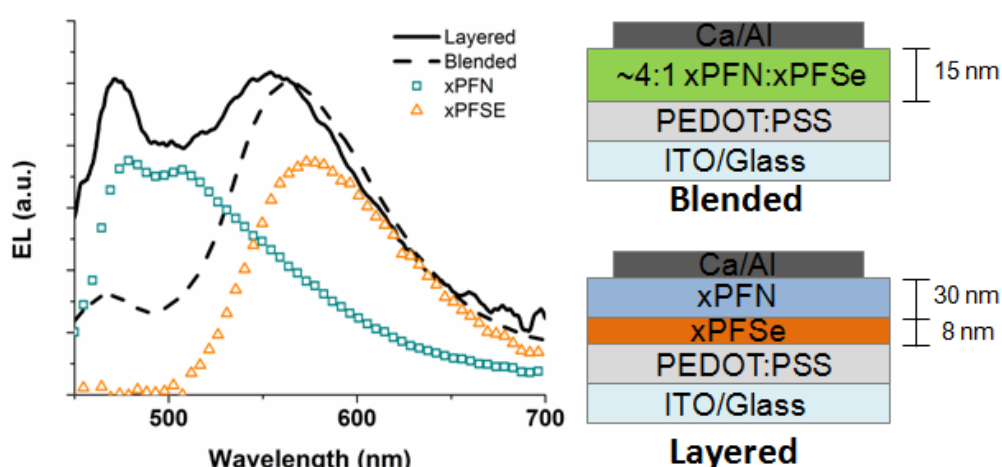 Layered
Blended
xPFN
xPFSE
EL (a.u.)
500
600
700
Wavelength (nm)
Ca/Al
~4:1 xPFN:xPFSe
15 nm
PEDOT:PSS
ITO/Glass
Blended
Ca/Al
xPFN
30 nm
xPFSe
8 nm
PEDOT:PSS
ITO/Glass
Layered